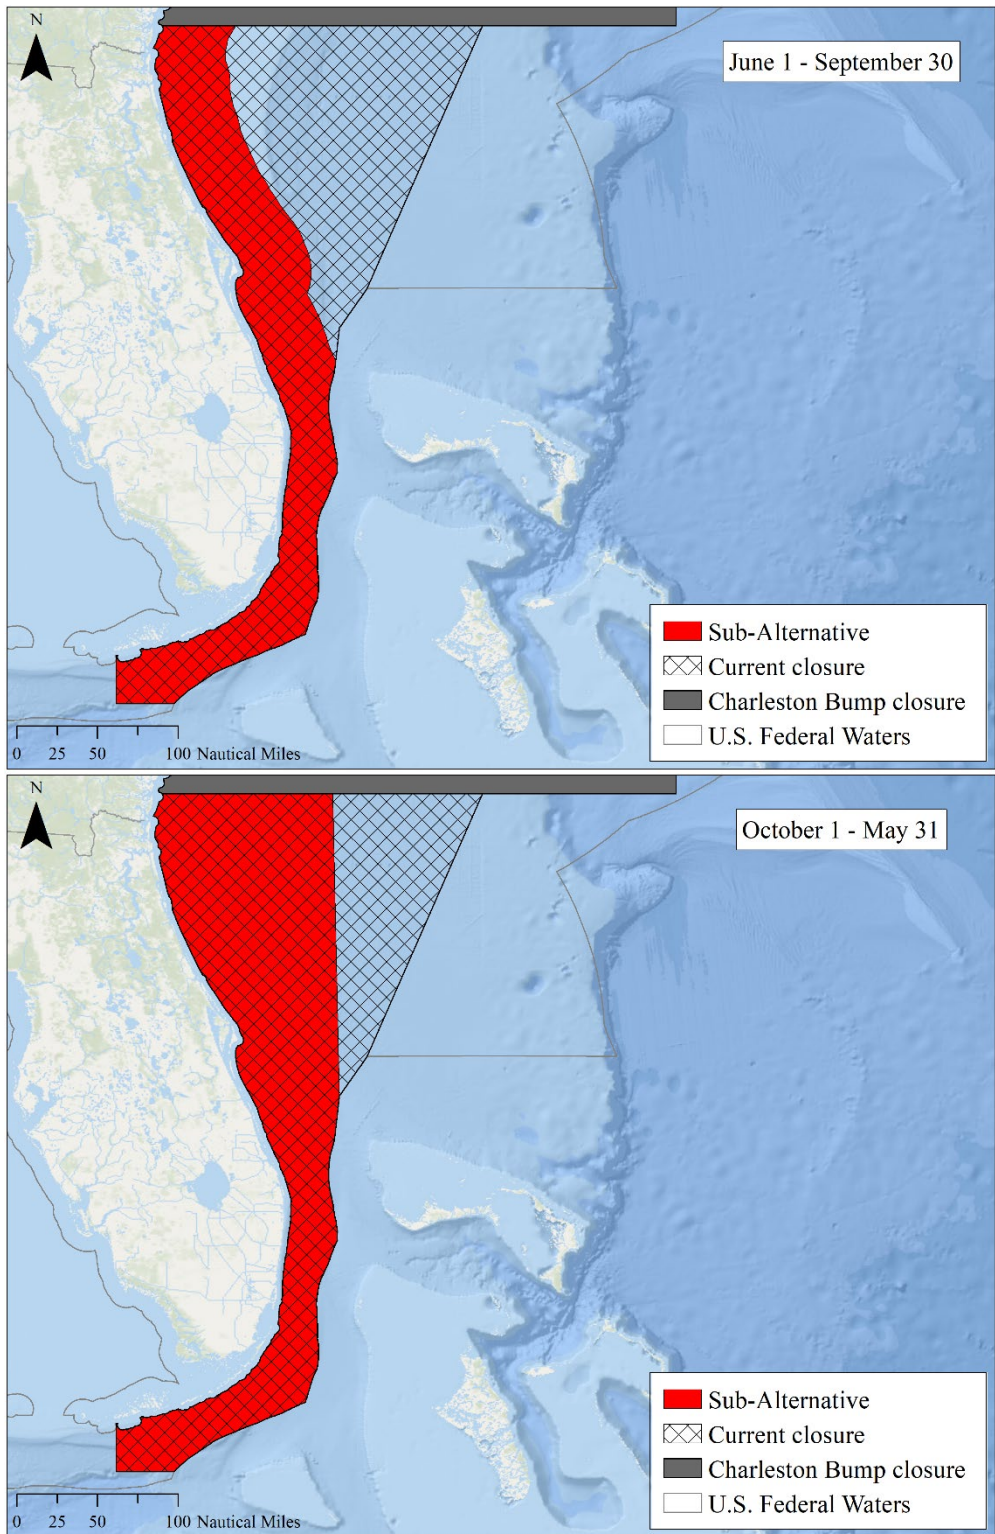 N
June 1 - September 30
Sub-Alternative
Current closure
Charleston Bump closure
U.S. Federal Waters
0 25 50 100 Nautical Miles
N
October 1 - May 31
Sub-Alternative
Current closure
Charleston Bump closure
U.S. Federal Waters
0 25 50 100 Nautical Miles